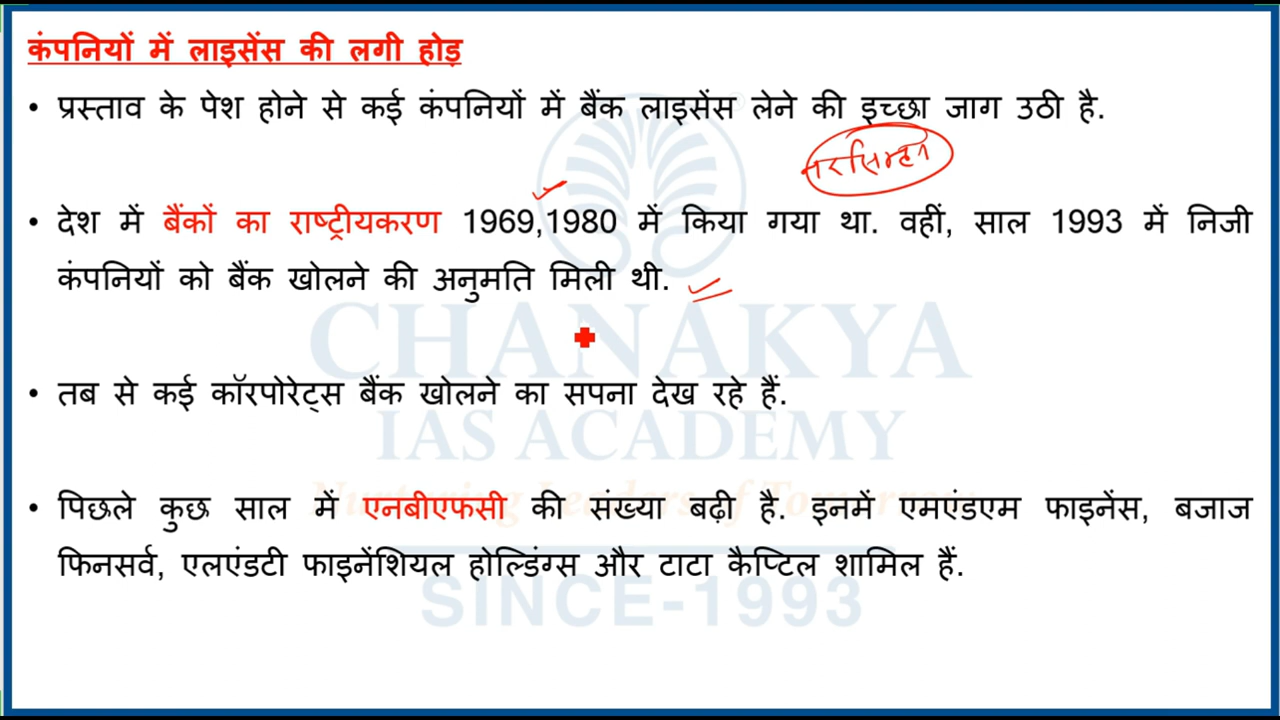 कंपनियों में लाइसेंस की लगी होड़
• प्रस्ताव के पेश होने से कई कंपनियों में बैंक लाइसेंस लेने की इच्छा जाग उठी है.
नरसिम्हा
• देश में बैंकों का राष्ट्रीयकरण 1969,1980 में किया गया था. वहीं, साल 1993 में निजी
कंपनियों को बैंक खोलने की अनुमति मिली थी.
CHANAKYA
• तब से कई कॉरपोरेट्स बैंक खोलने का सपना देख रहे हैं.
IAS ACADEMY
• पिछले कुछ साल में एनबीएफसी की संख्या बढ़ी है. इनमें एमएंडएम फाइनेंस, बजाज
फिनसर्व, एलएंडटी फाइनेंशियल होल्डिंग्स और टाटा कैप्टिल शामिल हैं.
SINCE-1993